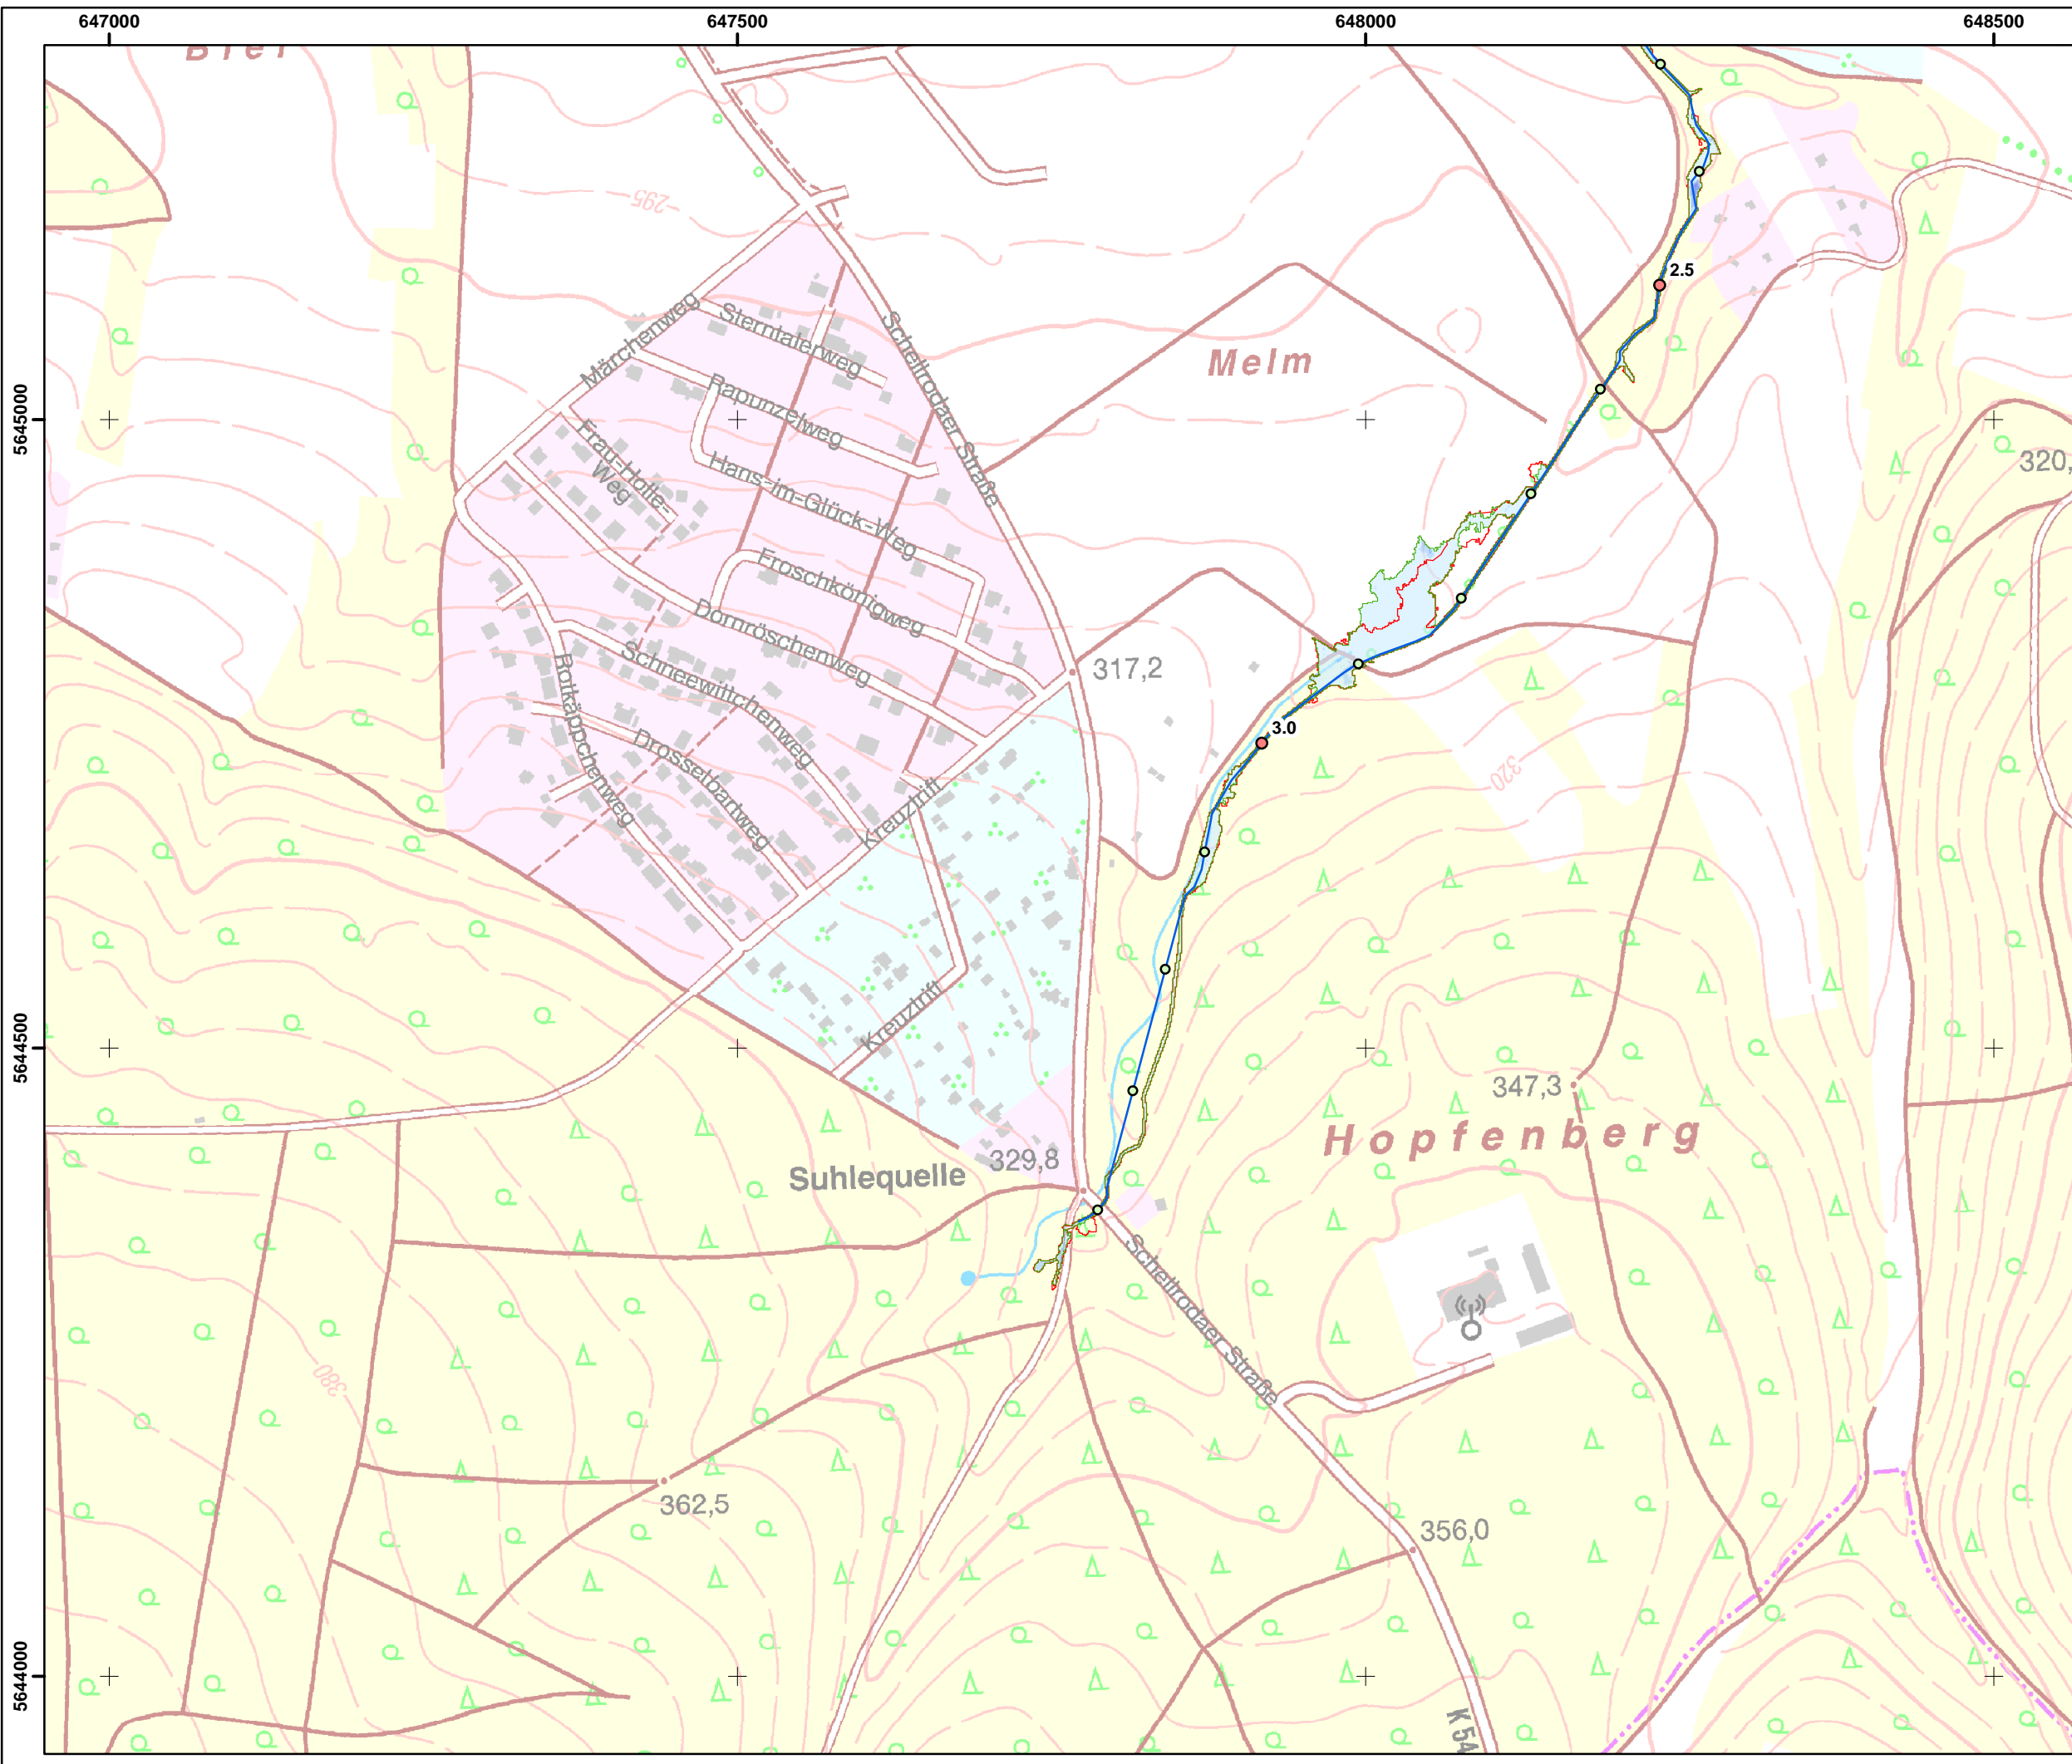 647000
647500
648000
648500
295
2.5
Märchenweg
Sterntalerweg
Schellrodaer Straße
Melm
5645000
Rapunzelweg
Frau-Holle-
Weg
Hans-im-Glück-Weg
320,
Froschkönigweg
Dornröschenweg
317,2
Schneewittchenweg
Rotkäppchenweg
3.0
Drosselbartweg
320
Kreuztrift
Kreuztrift
5644500
347,3
Hopfenberg
329,8
Suhlequelle
Schellrodaer Straße
380
362,5
356,0
5644000
K 54